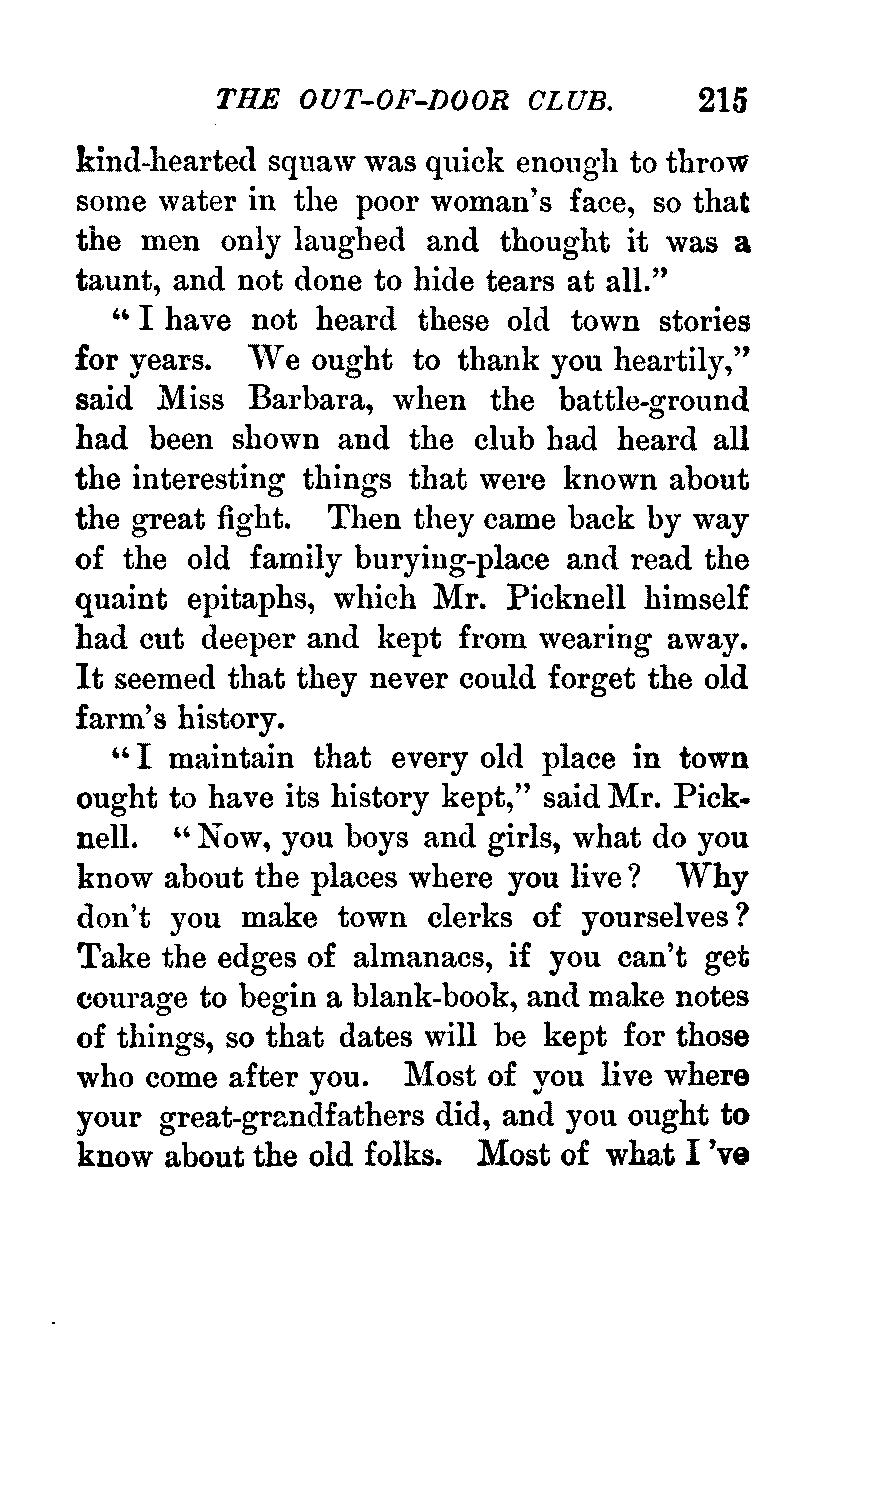 THE OUT-OF-DOOR CLUB. 215
kind-hearted squaw was quick enough to throw
some water in the poor woman's face, so that
the men only laughed and thought it was a
taunt, and not done to hide tears at all."
"I have not heard these old town stories
for years. We ought to thank you heartily,"
said Miss Barbara, when the battle-ground
had been shown and the club had heard all
the interesting things that were known about
the great fight. Then they came back by way
of the old family burying-place and read the
quaint epitaphs, which Mr. Picknell himself
had cut deeper and kept from wearing away.
It seemed that they never could forget the old
farm's history.
"I maintain that every old place in town
ought to have its history kept," said Mr. Pick-
nell. "Now, you boys and girls, what do you
know about the places where you live? Why
don't you make town clerks of yourselves?
Take the edges of almanacs, if you can't get
courage to begin a blank-book, and make notes
of things, so that dates will be kept for those
who come after you. Most of you live where
your great-grandfathers did, and you ought to
know about the old folks. Most of what I 've